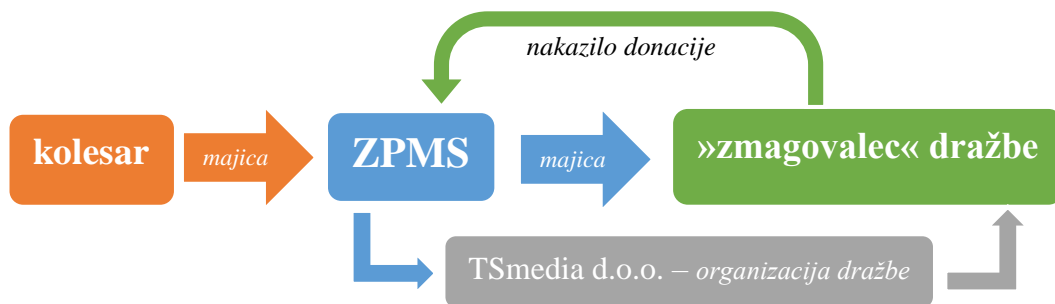 nakazilo donacije
kolesar
majica
ZPMS
majica
»zmagovalec« dražbe
TSmedia d.o.o. – organizacija dražbe